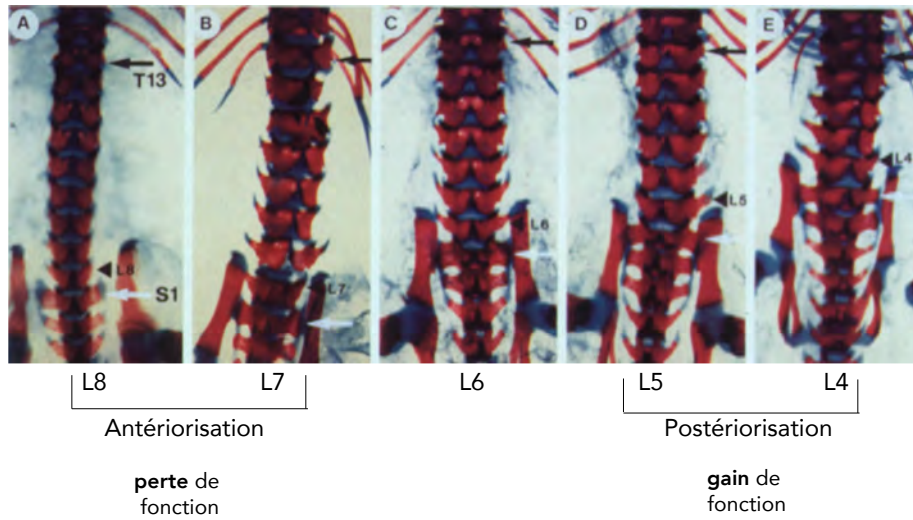 A B C D E
T13
L4
L5
L6
L8
L7
S1
L8 L7 L6 L5 L4
Antériorisation Postériorisation
perte de gain de
fonction fonction